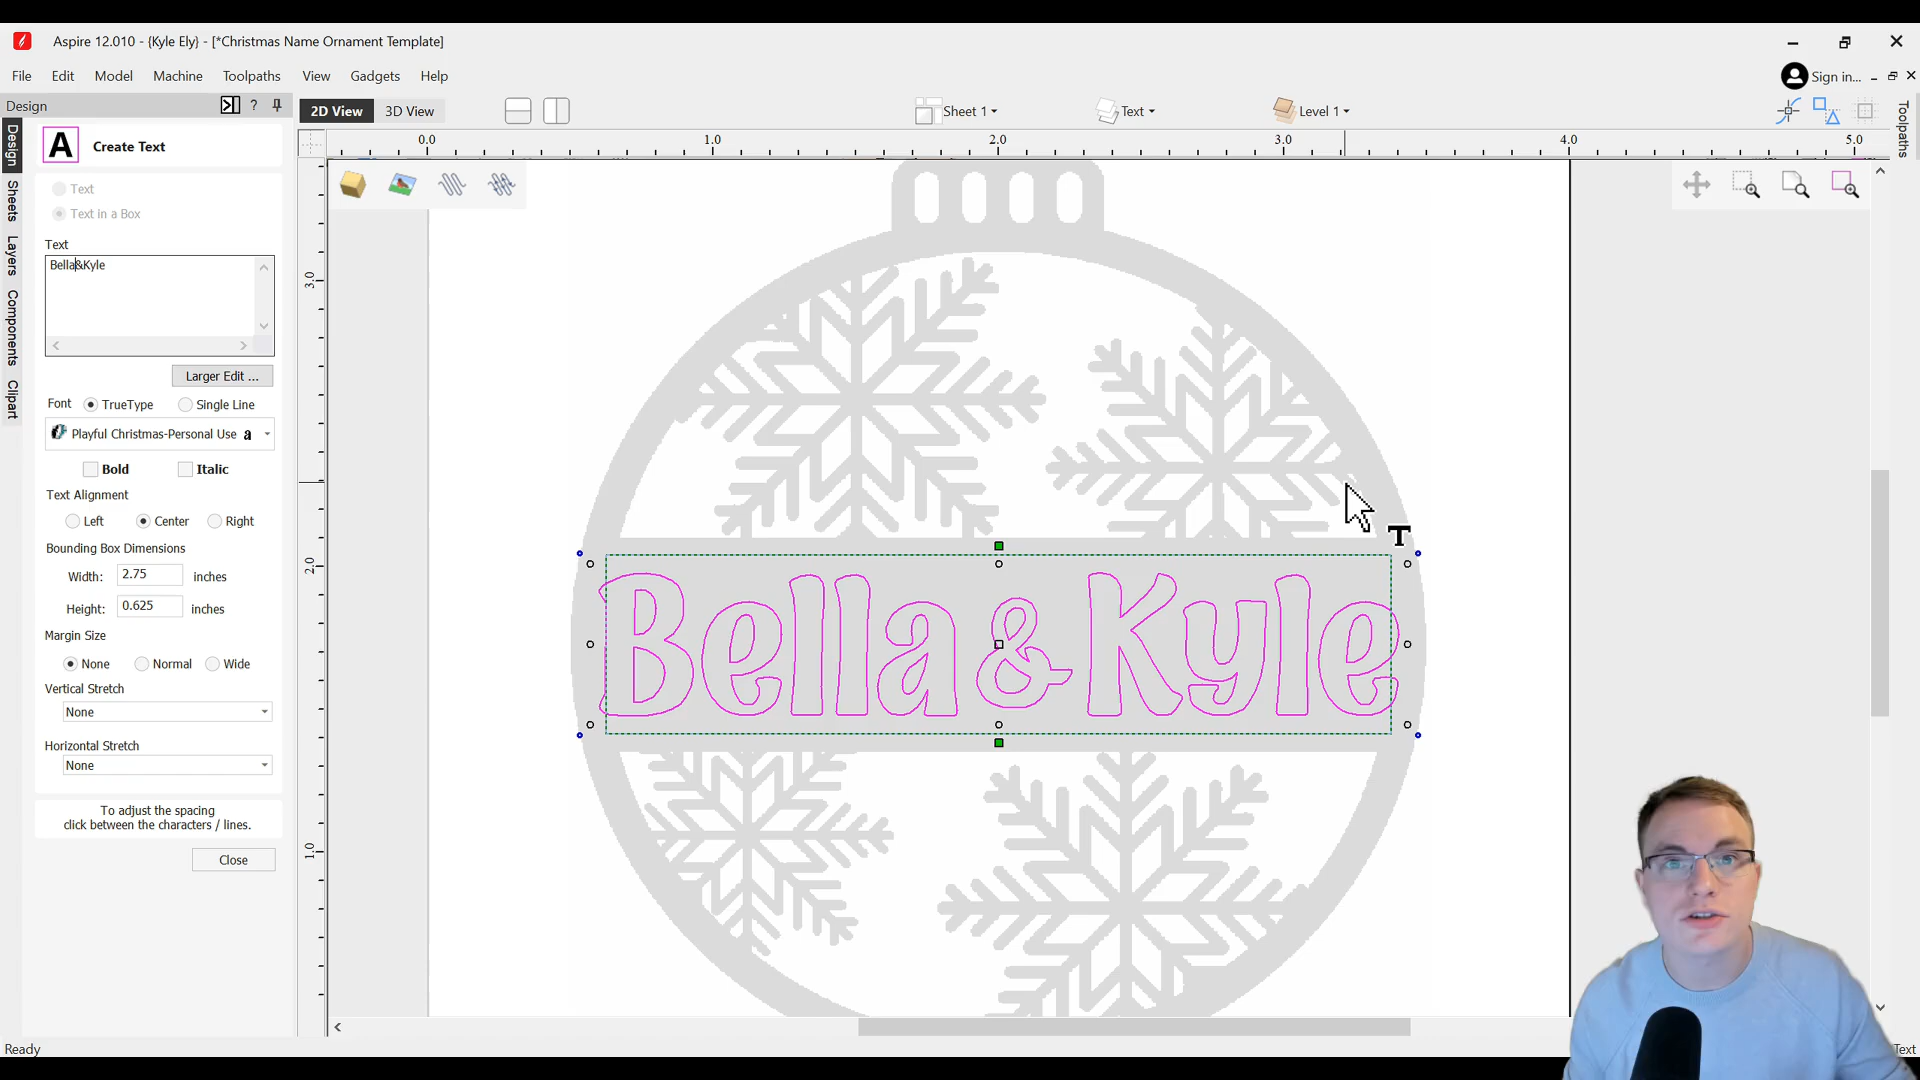 Aspire 12.010 - {Kyle Ely} - [*Christmas Name Ornament Template]
File Edit Model Machine Toolpaths View Gadgets Help
Sign in...
Design
2D View 3D View
Sheet 1
Text
Level 1
Design
Sheets
Layers
Components
Clipart
Toolpaths
A Create Text
Text
Text in a Box
Text
Bella&Kyle
Larger Edit ...
Font TrueType Single Line
Playful Christmas-Personal Use a
Bold Italic
Text Alignment
Left Center Right
Bounding Box Dimensions
Width: 2.75 inches
Height: 0.625 inches
Margin Size
None Normal Wide
Vertical Stretch
None
Horizontal Stretch
None
To adjust the spacing
click between the characters / lines.
Close
0.0 1.0 2.0 3.0 4.0 5.0
3.0
2.0
1.0
T
Bella&Kyle
Ready
Text